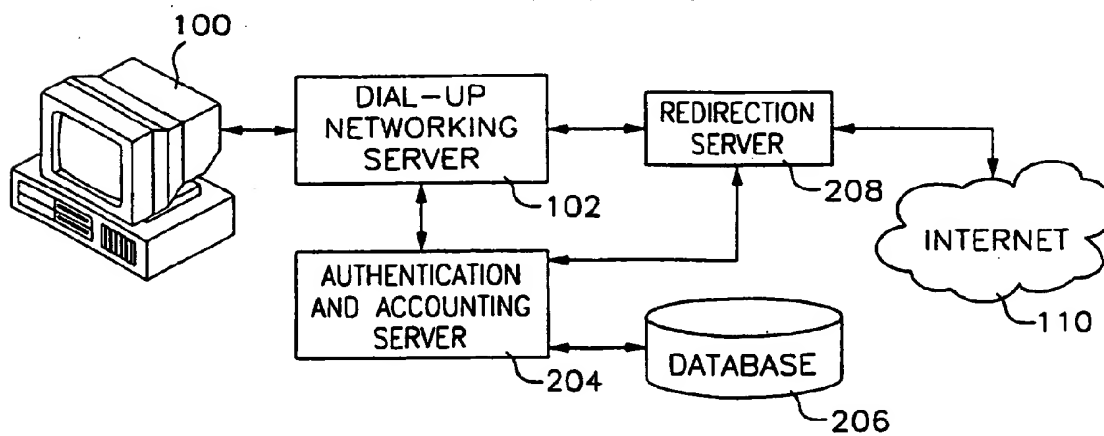 100
DIAL-UP
NETWORKING
SERVER
102
REDIRECTION
SERVER
208
INTERNET
110
AUTHENTICATION
AND ACCOUNTING
SERVER
204
DATABASE
206